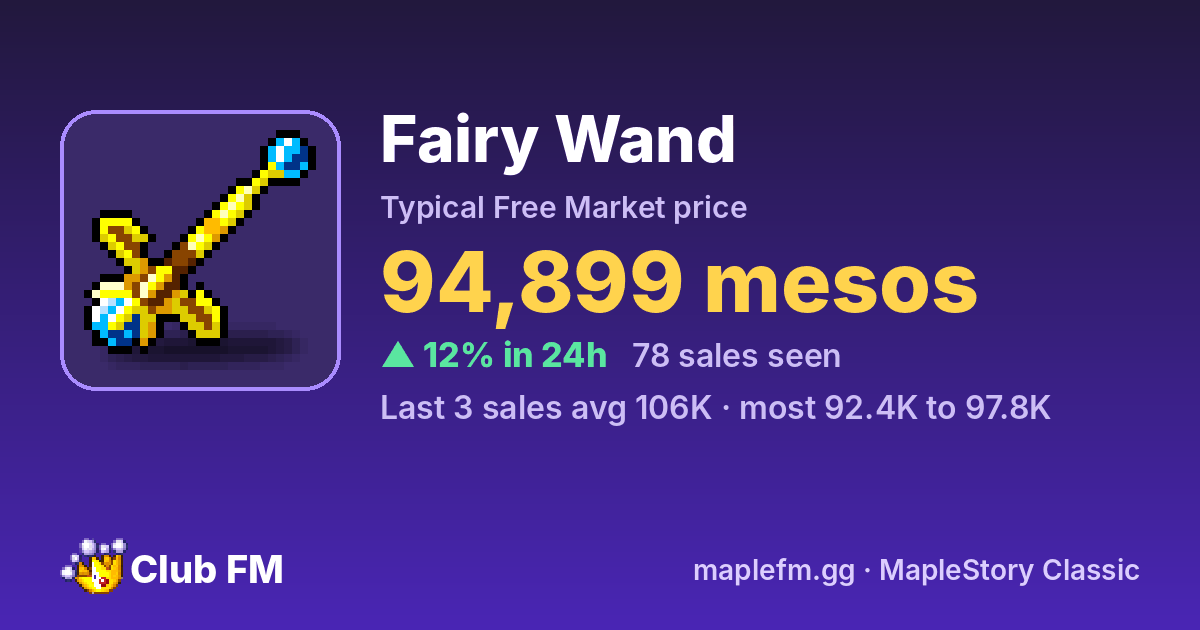 Fairy Wand
Typical Free Market price
94,899 mesos
▲ 12% in 24h 78 sales seen
Last 3 sales avg 106K · most 92.4K to 97.8K
Club FM
maplefm.gg · MapleStory Classic